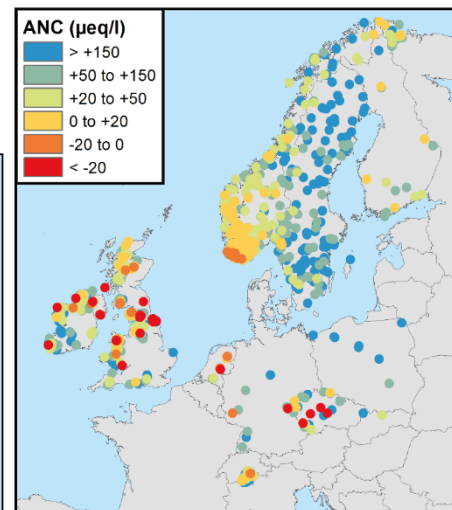 ANC (µeq/l)
> +150
+50 to +150
+20 to +50
0 to +20
-20 to 0
< -20